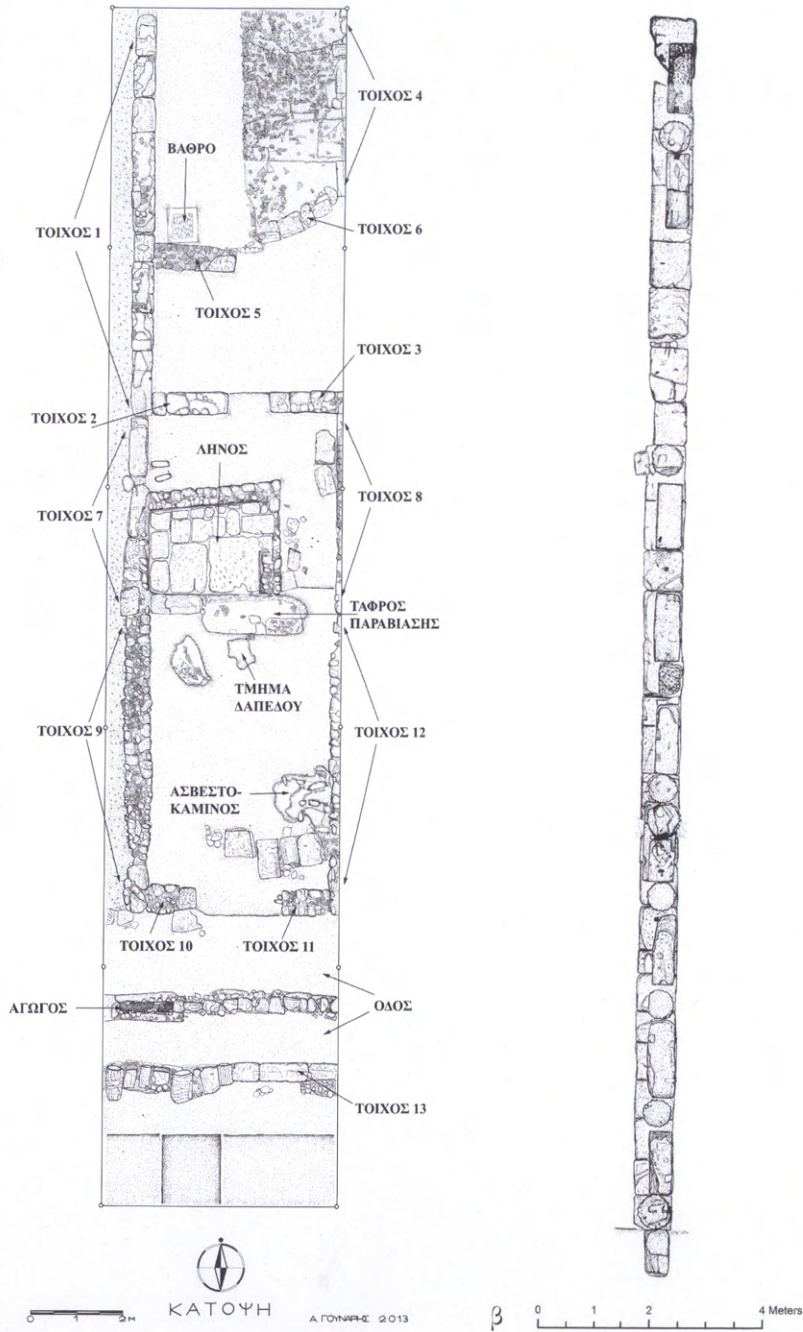 ΤΟΙΧΟΣ 4
ΒΑΘΡΟ
ΤΟΙΧΟΣ 1
ΤΟΙΧΟΣ 6
ΤΟΙΧΟΣ 5
ΤΟΙΧΟΣ 3
ΤΟΙΧΟΣ 2
ΛΗΝΟΣ
ΤΟΙΧΟΣ 8
ΤΟΙΧΟΣ 7
ΤΑΦΡΟΣ
ΠΑΡΑΒΙΑΣΗΣ
ΤΜΗΜΑ
ΔΑΠΕΔΟΥ
ΤΟΙΧΟΣ 9
ΤΟΙΧΟΣ 12
ΑΣΒΕΣΤΟ-
ΚΑΜΙΝΟΣ
ΤΟΙΧΟΣ 10
ΤΟΙΧΟΣ 11
ΑΓΩΓΟΣ
ΟΔΟΣ
ΤΟΙΧΟΣ 13
0 1 2M
ΚΑΤΟΨΗ
Α.ΓΟΥΝΑΡΗΣ 2013
β
0 1 2 4 Meters